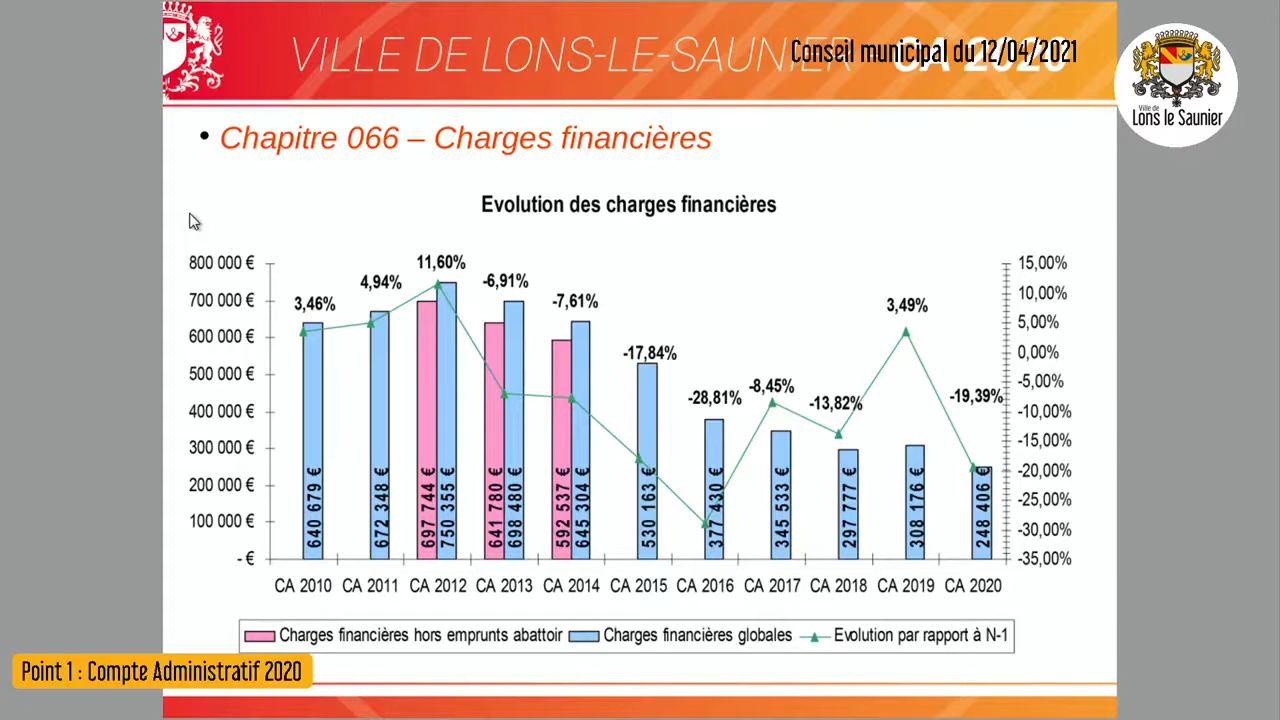 VILLE DE LONS-LE-SAUNIER CA 2020
Conseil municipal du 12/04/2021
Ville de
Lons le Saunier
• Chapitre 066 – Charges financières
Evolution des charges financières
800 000 €
700 000 €
600 000 €
500 000 €
400 000 €
300 000 €
200 000 €
100 000 €
- €
15,00%
10,00%
5,00%
0,00%
-5,00%
-10,00%
-15,00%
-20,00%
-25,00%
-30,00%
-35,00%
3,46%
4,94%
11,60%
-6,91%
-7,61%
-17,84%
-28,81%
-8,45%
-13,82%
3,49%
-19,39%
640 679 €
672 348 €
697 744 €
750 355 €
641 780 €
698 480 €
592 537 €
645 304 €
530 163 €
377 430 €
345 533 €
297 777 €
308 176 €
248 406 €
CA 2010 CA 2011 CA 2012 CA 2013 CA 2014 CA 2015 CA 2016 CA 2017 CA 2018 CA 2019 CA 2020
Charges financières hors emprunts abattoir Charges financières globales Evolution par rapport à N-1
Point 1 : Compte Administratif 2020